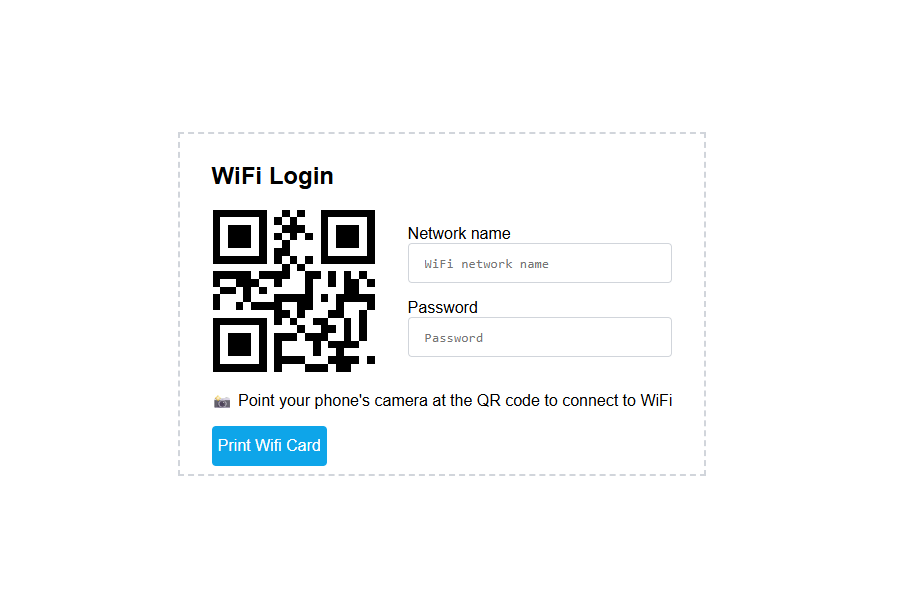 WiFi Login
Network name
WiFi network name
Password
Password
Point your phone's camera at the QR code to connect to WiFi
Print Wifi Card